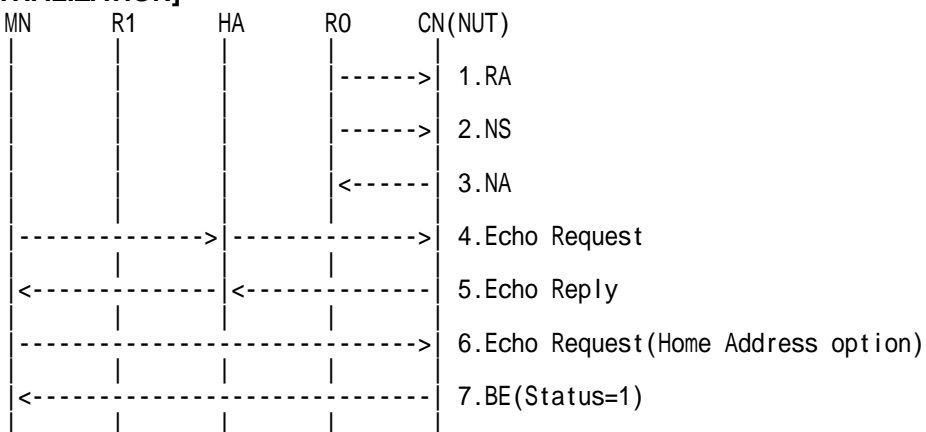 MN R1 HA R0 CN(NUT)
------>| 1.RA
------>| 2.NS
<------| 3.NA
--------------->|-------------->| 4.Echo Request
<---------------|<-------------- 5.Echo Reply
------------------------------>| 6.Echo Request(Home Address option)
<------------------------------ 7.BE(Status=1)